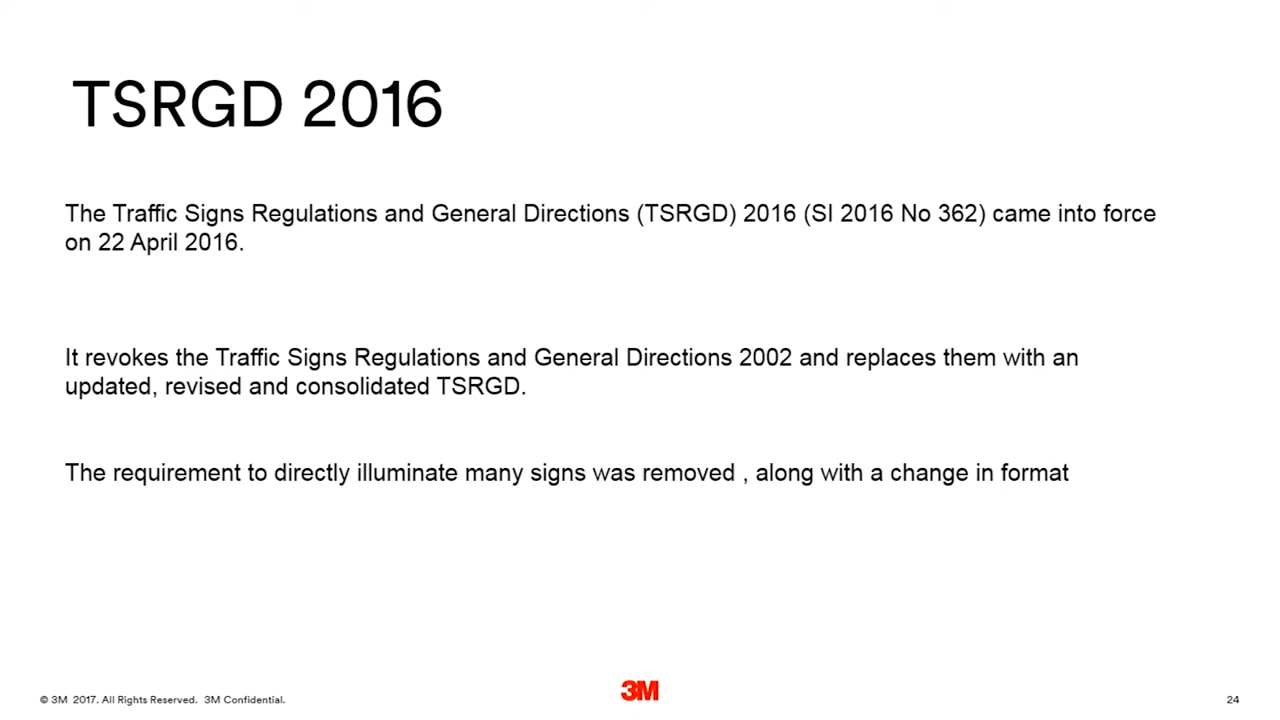 TSRGD 2016
The Traffic Signs Regulations and General Directions (TSRGD) 2016 (SI 2016 No 362) came into force
on 22 April 2016.
It revokes the Traffic Signs Regulations and General Directions 2002 and replaces them with an
updated, revised and consolidated TSRGD.
The requirement to directly illuminate many signs was removed , along with a change in format
© 3M 2017. All Rights Reserved. 3M Confidential.
3M
24